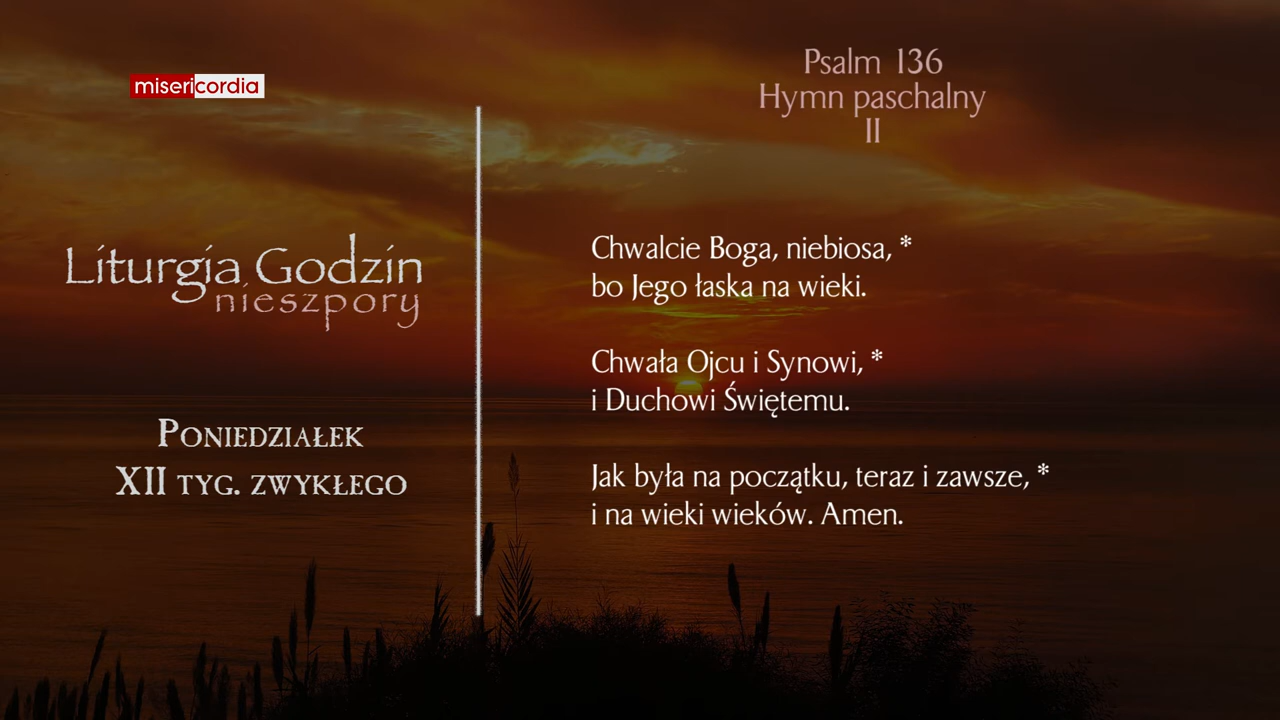 misericordia
Liturgia Godzin
nieszpory
Poniedziałek
XII tyg. zwykłego
Psalm 136
Hymn paschalny
II
Chwalcie Boga, niebiosa, *
bo Jego łaska na wieki.
Chwała Ojcu i Synowi, *
i Duchowi Świętemu.
Jak była na początku, teraz i zawsze, *
i na wieki wieków. Amen.